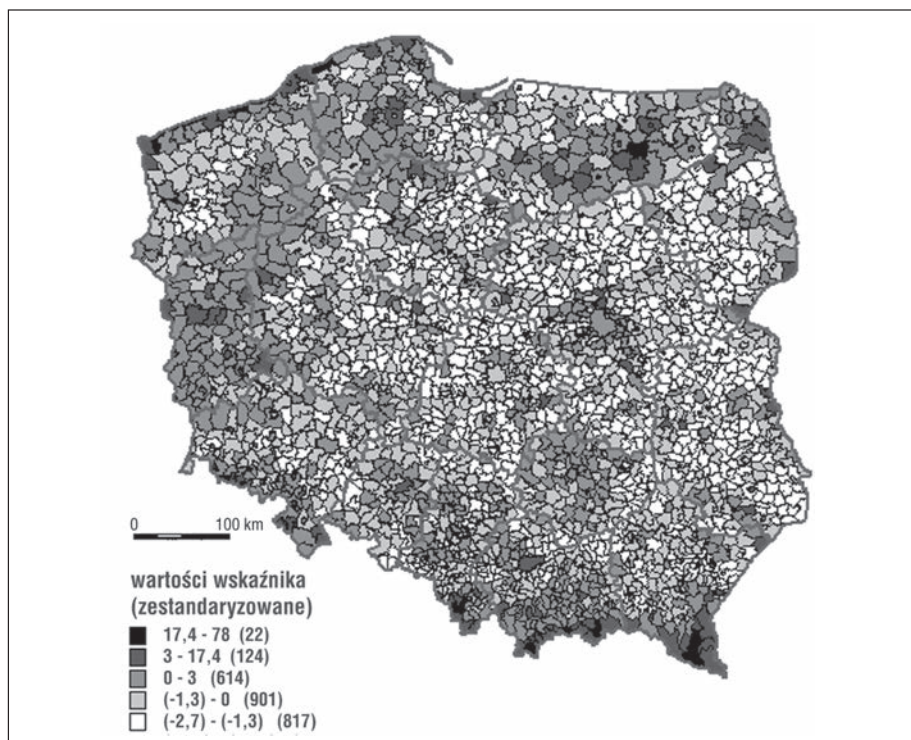 0 100 km
wartości wskaźnika
(zestandaryzowane)
17,4 - 78 (22)
3 - 17,4 (124)
0 - 3 (614)
(-1,3) - 0 (901)
(-2,7) - (-1,3) (817)